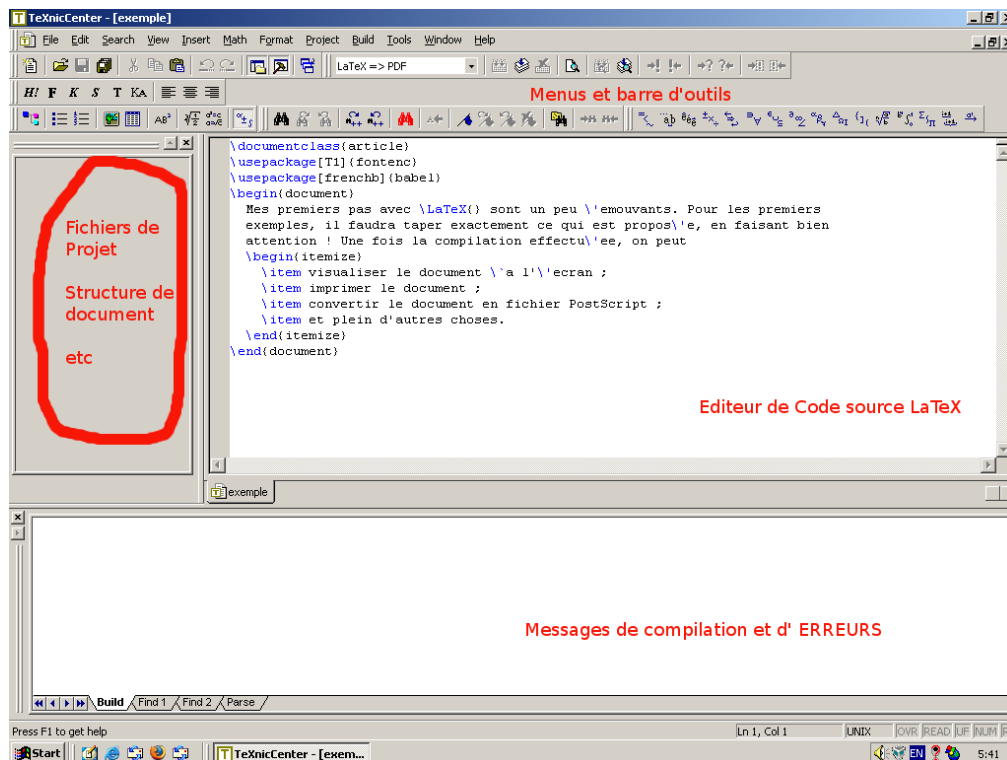 TeXnicCenter - [exemple]
File Edit Search View Insert Math Format Project Build Tools Window Help
LaTeX => PDF
H! F K S T KA
Menus et barre d'outils
\documentclass{article}
\usepackage[T1]{fontenc}
\usepackage[frenchb]{babel}
\begin{document}
Mes premiers pas avec \LaTeX{} sont un peu \'emouvants. Pour les premiers
exemples, il faudra taper exactement ce qui est propos\'e, en faisant bien
attention ! Une fois la compilation effectu\'ee, on peut
\begin{itemize}
\item visualiser le document \`a l'\'ecran ;
\item imprimer le document ;
\item convertir le document en fichier PostScript ;
\item et plein d'autres choses.
\end{itemize}
\end{document}
Fichiers de
Projet
Structure de
document
etc
Editeur de Code source LaTeX
exemple
Messages de compilation et d' ERREURS
Build Find 1 Find 2 Parse
Press F1 to get help
Ln 1, Col 1 UNIX OVR READ UF NUM
Start TeXnicCenter - [exem... EN 5:41